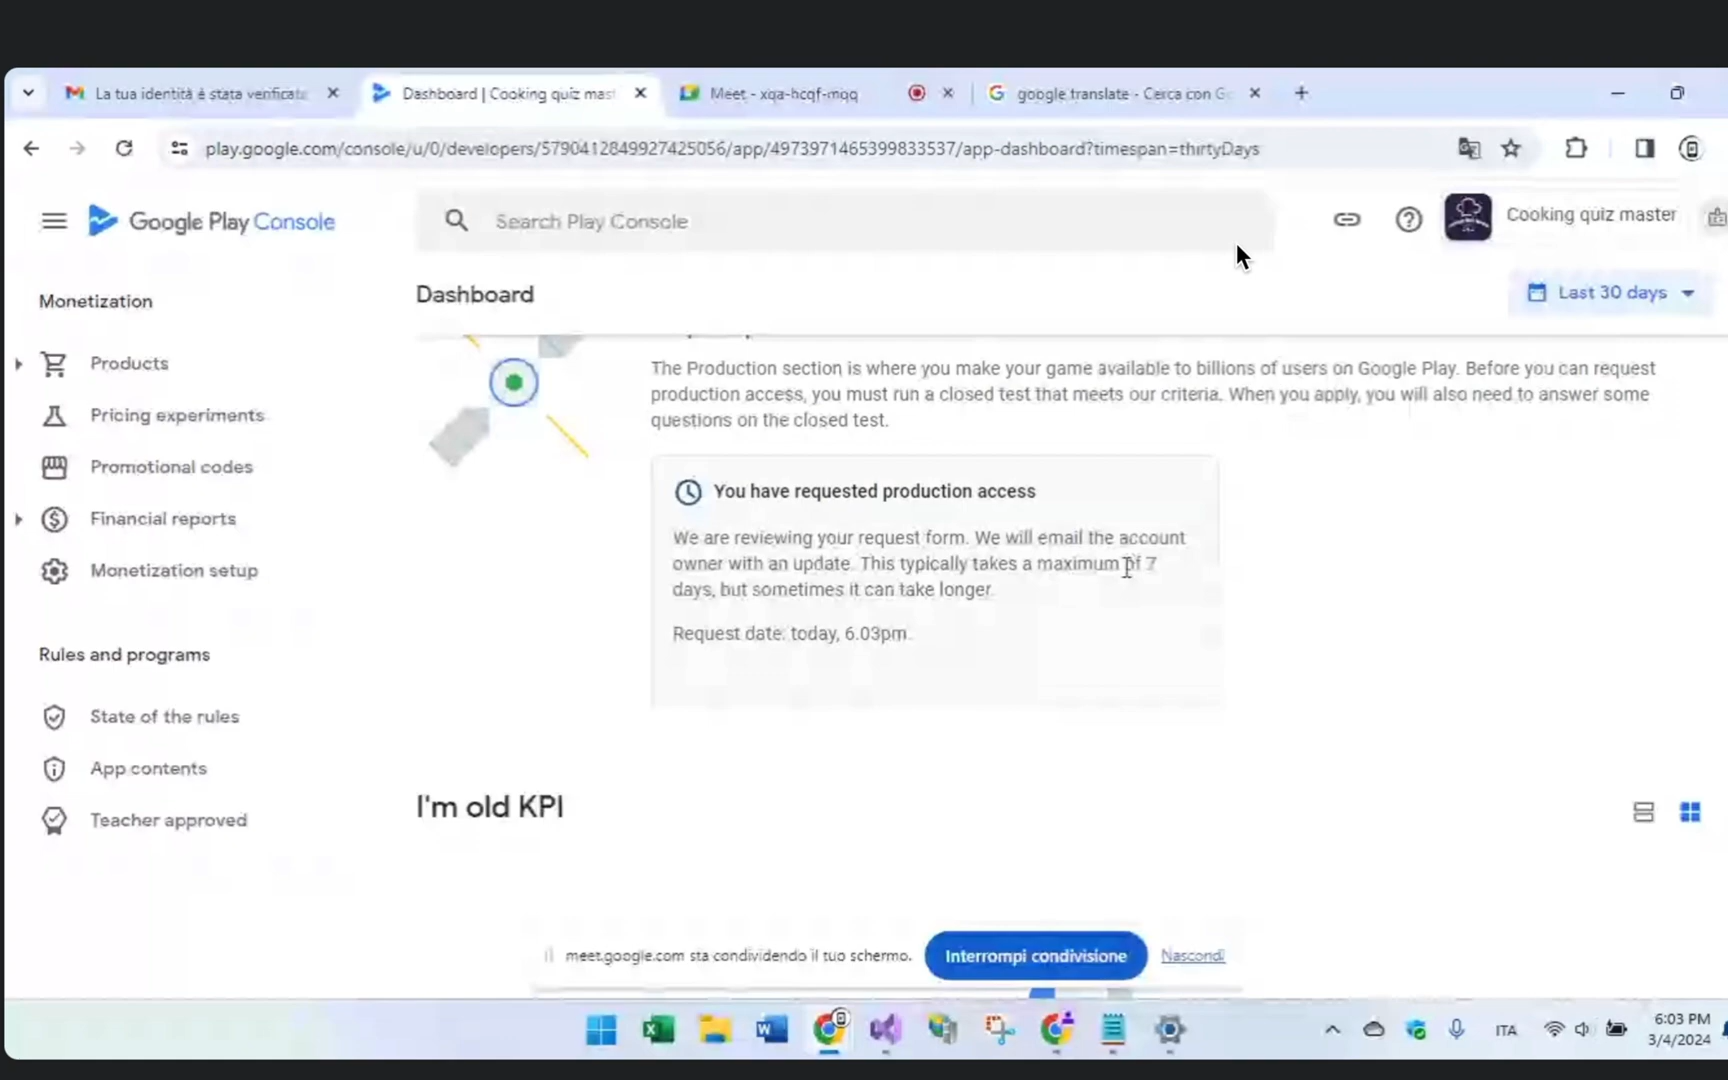 La tua identità è stata verificata
Dashboard | Cooking quiz mast
Meet - xqa-hcqf-mqq
google translate - Cerca con G
play.google.com/console/u/0/developers/5790412849927425056/app/4973971465399833537/app-dashboard?timespan=thirtyDays
Google Play Console
Search Play Console
Cooking quiz master
Dashboard
Last 30 days
Monetization
Products
Pricing experiments
Promotional codes
Financial reports
Monetization setup
Rules and programs
State of the rules
App contents
Teacher approved
The Production section is where you make your game available to billions of users on Google Play. Before you can request
production access, you must run a closed test that meets our criteria. When you apply, you will also need to answer some
questions on the closed test.
You have requested production access
We are reviewing your request form. We will email the account
owner with an update. This typically takes a maximum of 7
days, but sometimes it can take longer.
Request date: today, 6.03pm.
I'm old KPI
meet.google.com sta condividendo il tuo schermo.
Interrompi condivisione
Nascondi
ITA
6:03 PM
3/4/2024